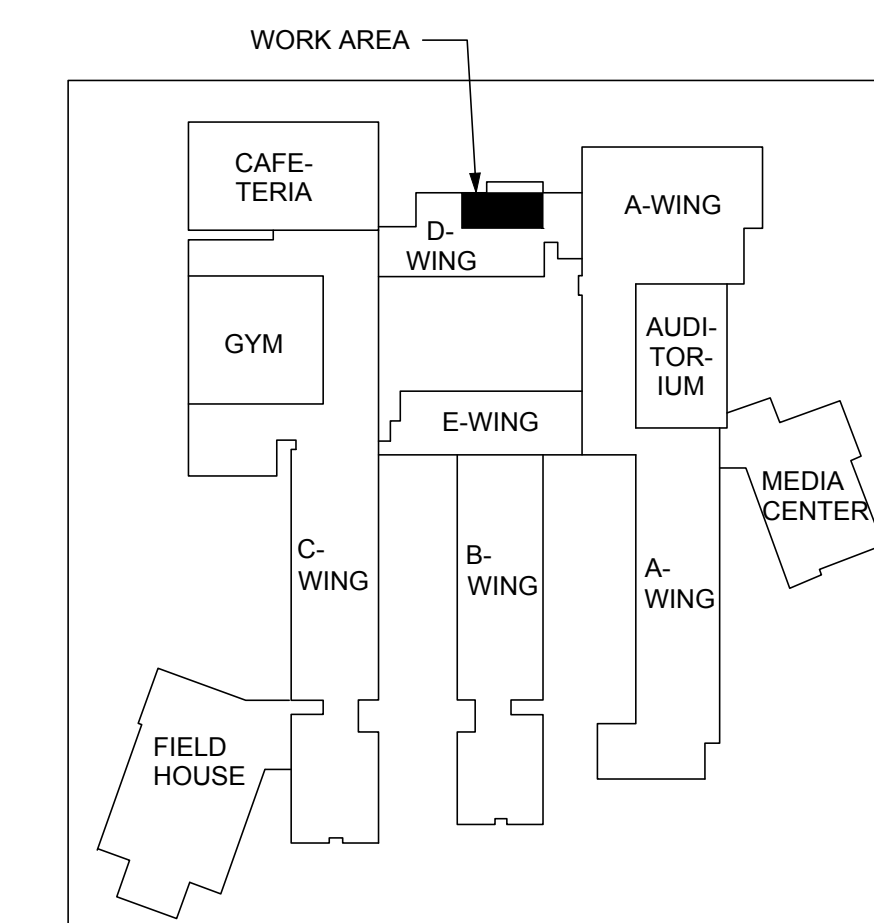 WORK AREA
CAFE-
TERIA
A-WING
D-
WING
GYM
AUDI-
TOR-
IUM
E-WING
MEDIA
CENTER
C-
WING
B-
WING
A-
WING
FIELD
HOUSE